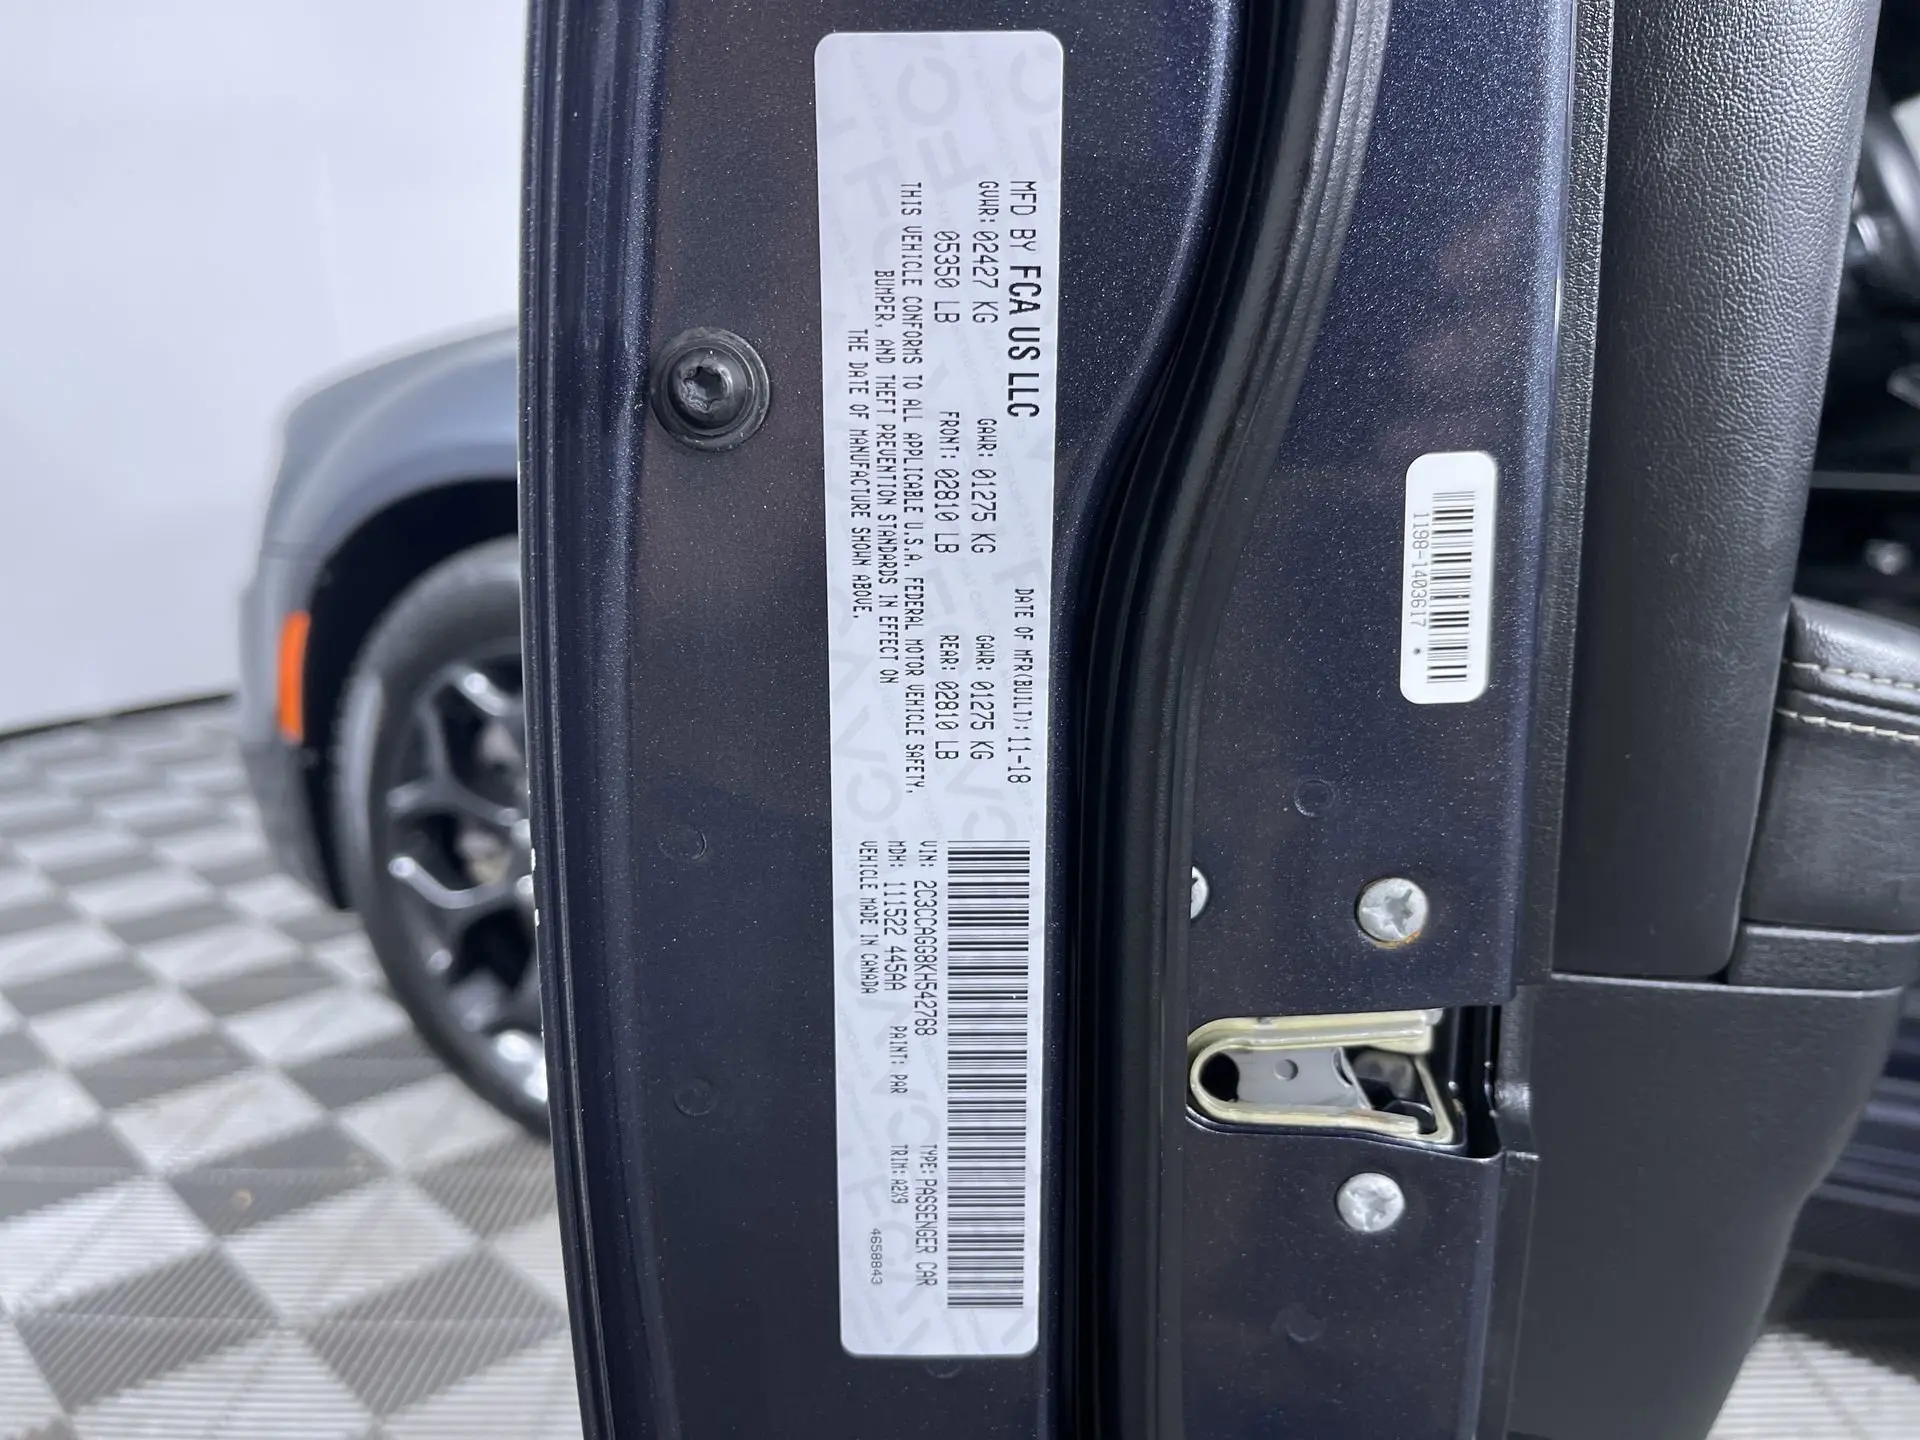 MFD BY FCA US LLC
DATE OF MFR(BUILT): 11-18
GVWR: 02427 KG
GAWR: 01275 KG
GAWR: 01275 KG
05350 LB
FRONT: 02810 LB
REAR: 02810 LB
THIS VEHICLE CONFORMS TO ALL APPLICABLE U.S.A. FEDERAL MOTOR VEHICLE SAFETY,
BUMPER, AND THEFT PREVENTION STANDARDS IN EFFECT ON
THE DATE OF MANUFACTURE SHOWN ABOVE.
VIN: 2C3CCAGG8KH542768
TYPE: PASSENGER CAR
MDH: 111522 445AA
PAINT: PAR
TRIM: A2X9
VEHICLE MADE IN CANADA
4658843
1198-1403617 *